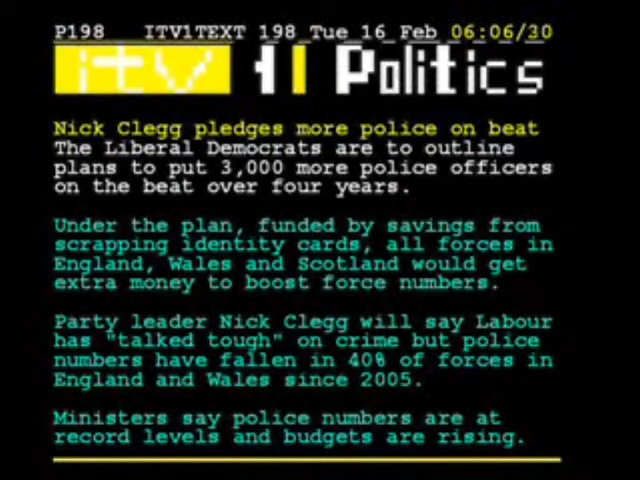 P198 ITV1TEXT 198 Tue 16 Feb 06:06/30
itv 1 Politics
Nick Clegg pledges more police on beat
The Liberal Democrats are to outline
plans to put 3,000 more police officers
on the beat over four years.
Under the plan, funded by savings from
scrapping identity cards, all forces in
England, Wales and Scotland would get
extra money to boost force numbers.
Party leader Nick Clegg will say Labour
has "talked tough" on crime but police
numbers have fallen in 40% of forces in
England and Wales since 2005.
Ministers say police numbers are at
record levels and budgets are rising.